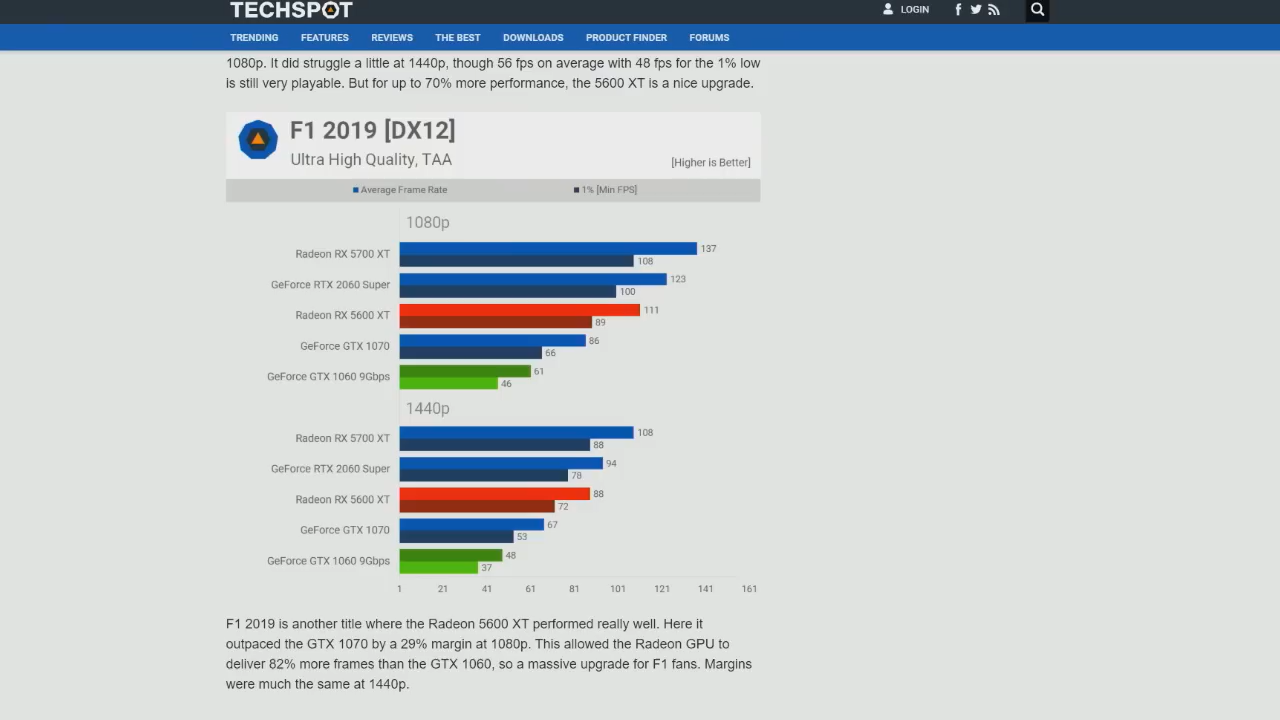 TECHSPOT
LOGIN
TRENDING FEATURES REVIEWS THE BEST DOWNLOADS PRODUCT FINDER FORUMS
1080p. It did struggle a little at 1440p, though 56 fps on average with 48 fps for the 1% low
is still very playable. But for up to 70% more performance, the 5600 XT is a nice upgrade.
F1 2019 [DX12]
Ultra High Quality, TAA
[Higher is Better]
Average Frame Rate 1% [Min FPS]
1080p
Radeon RX 5700 XT 137 108
GeForce RTX 2060 Super 123 100
Radeon RX 5600 XT 111 89
GeForce GTX 1070 86 66
GeForce GTX 1060 9Gbps 61 46
1440p
Radeon RX 5700 XT 108 88
GeForce RTX 2060 Super 94 78
Radeon RX 5600 XT 88 72
GeForce GTX 1070 67 53
GeForce GTX 1060 9Gbps 48 37
1 21 41 61 81 101 121 141 161
F1 2019 is another title where the Radeon 5600 XT performed really well. Here it
outpaced the GTX 1070 by a 29% margin at 1080p. This allowed the Radeon GPU to
deliver 82% more frames than the GTX 1060, so a massive upgrade for F1 fans. Margins
were much the same at 1440p.